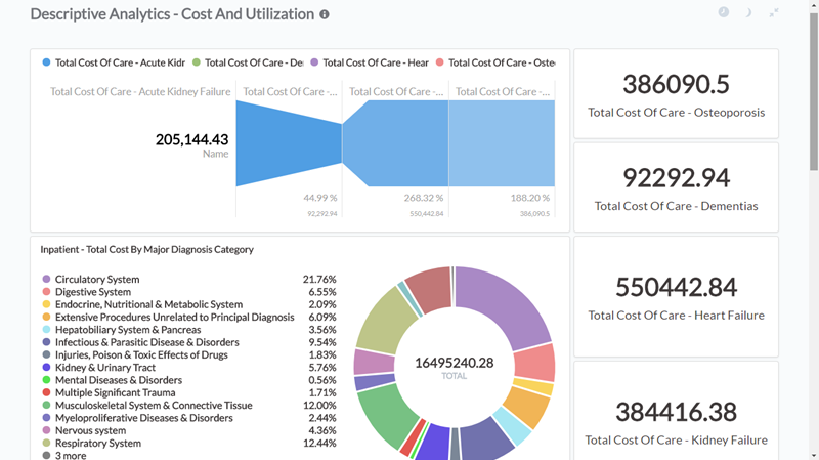 Descriptive Analytics - Cost And Utilization
Total Cost Of Care - Acute Kidr
Total Cost Of Care - De
Total Cost Of Care - Hear
Total Cost Of Care - Oste
Total Cost Of Care - Acute Kidney Failure
Total Cost Of Care -...
Total Cost Of Care -...
Total Cost Of Care -...
205,144.43
Name
44.99 %
268.32 %
188.20 %
92,292.94
550,442.84
386,090.5
386090.5
Total Cost Of Care - Osteoporosis
92292.94
Total Cost Of Care - Dementias
Inpatient - Total Cost By Major Diagnosis Category
Circulatory System 21.76%
Digestive System 6.55%
Endocrine, Nutritional & Metabolic System 2.09%
Extensive Procedures Unrelated to Principal Diagnosis 6.09%
Hepatobiliary System & Pancreas 3.56%
Infectious & Parasitic Disease & Disorders 9.54%
Injuries, Poison & Toxic Effects of Drugs 1.83%
Kidney & Urinary Tract 5.76%
Mental Diseases & Disorders 0.56%
Multiple Significant Trauma 1.71%
Musculoskeletal System & Connective Tissue 12.00%
Myeloproliferative Diseases & Disorders 2.44%
Nervous system 4.36%
Respiratory System 12.44%
3 more
16495240.28
TOTAL
550442.84
Total Cost Of Care - Heart Failure
384416.38
Total Cost Of Care - Kidney Failure